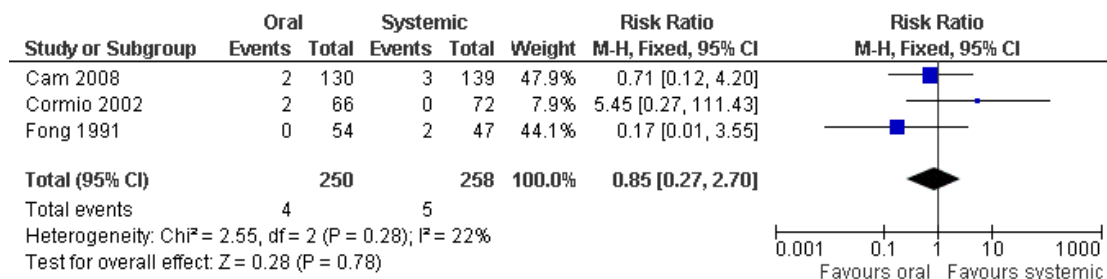 Oral Systemic Risk Ratio Risk Ratio
Study or Subgroup Events Total Events Total Weight M-H, Fixed, 95% CI M-H, Fixed, 95% CI
Cam 2008 2 130 3 139 47.9% 0.71 [0.12, 4.20]
Cormio 2002 2 66 0 72 7.9% 5.45 [0.27, 111.43]
Fong 1991 0 54 2 47 44.1% 0.17 [0.01, 3.55]
Total (95% CI) 250 258 100.0% 0.85 [0.27, 2.70]
Total events 4 5
Heterogeneity: Chi² = 2.55, df = 2 (P = 0.28); I² = 22%
Test for overall effect: Z = 0.28 (P = 0.78)
0.001 0.1 1 10 1000
Favours oral Favours systemic